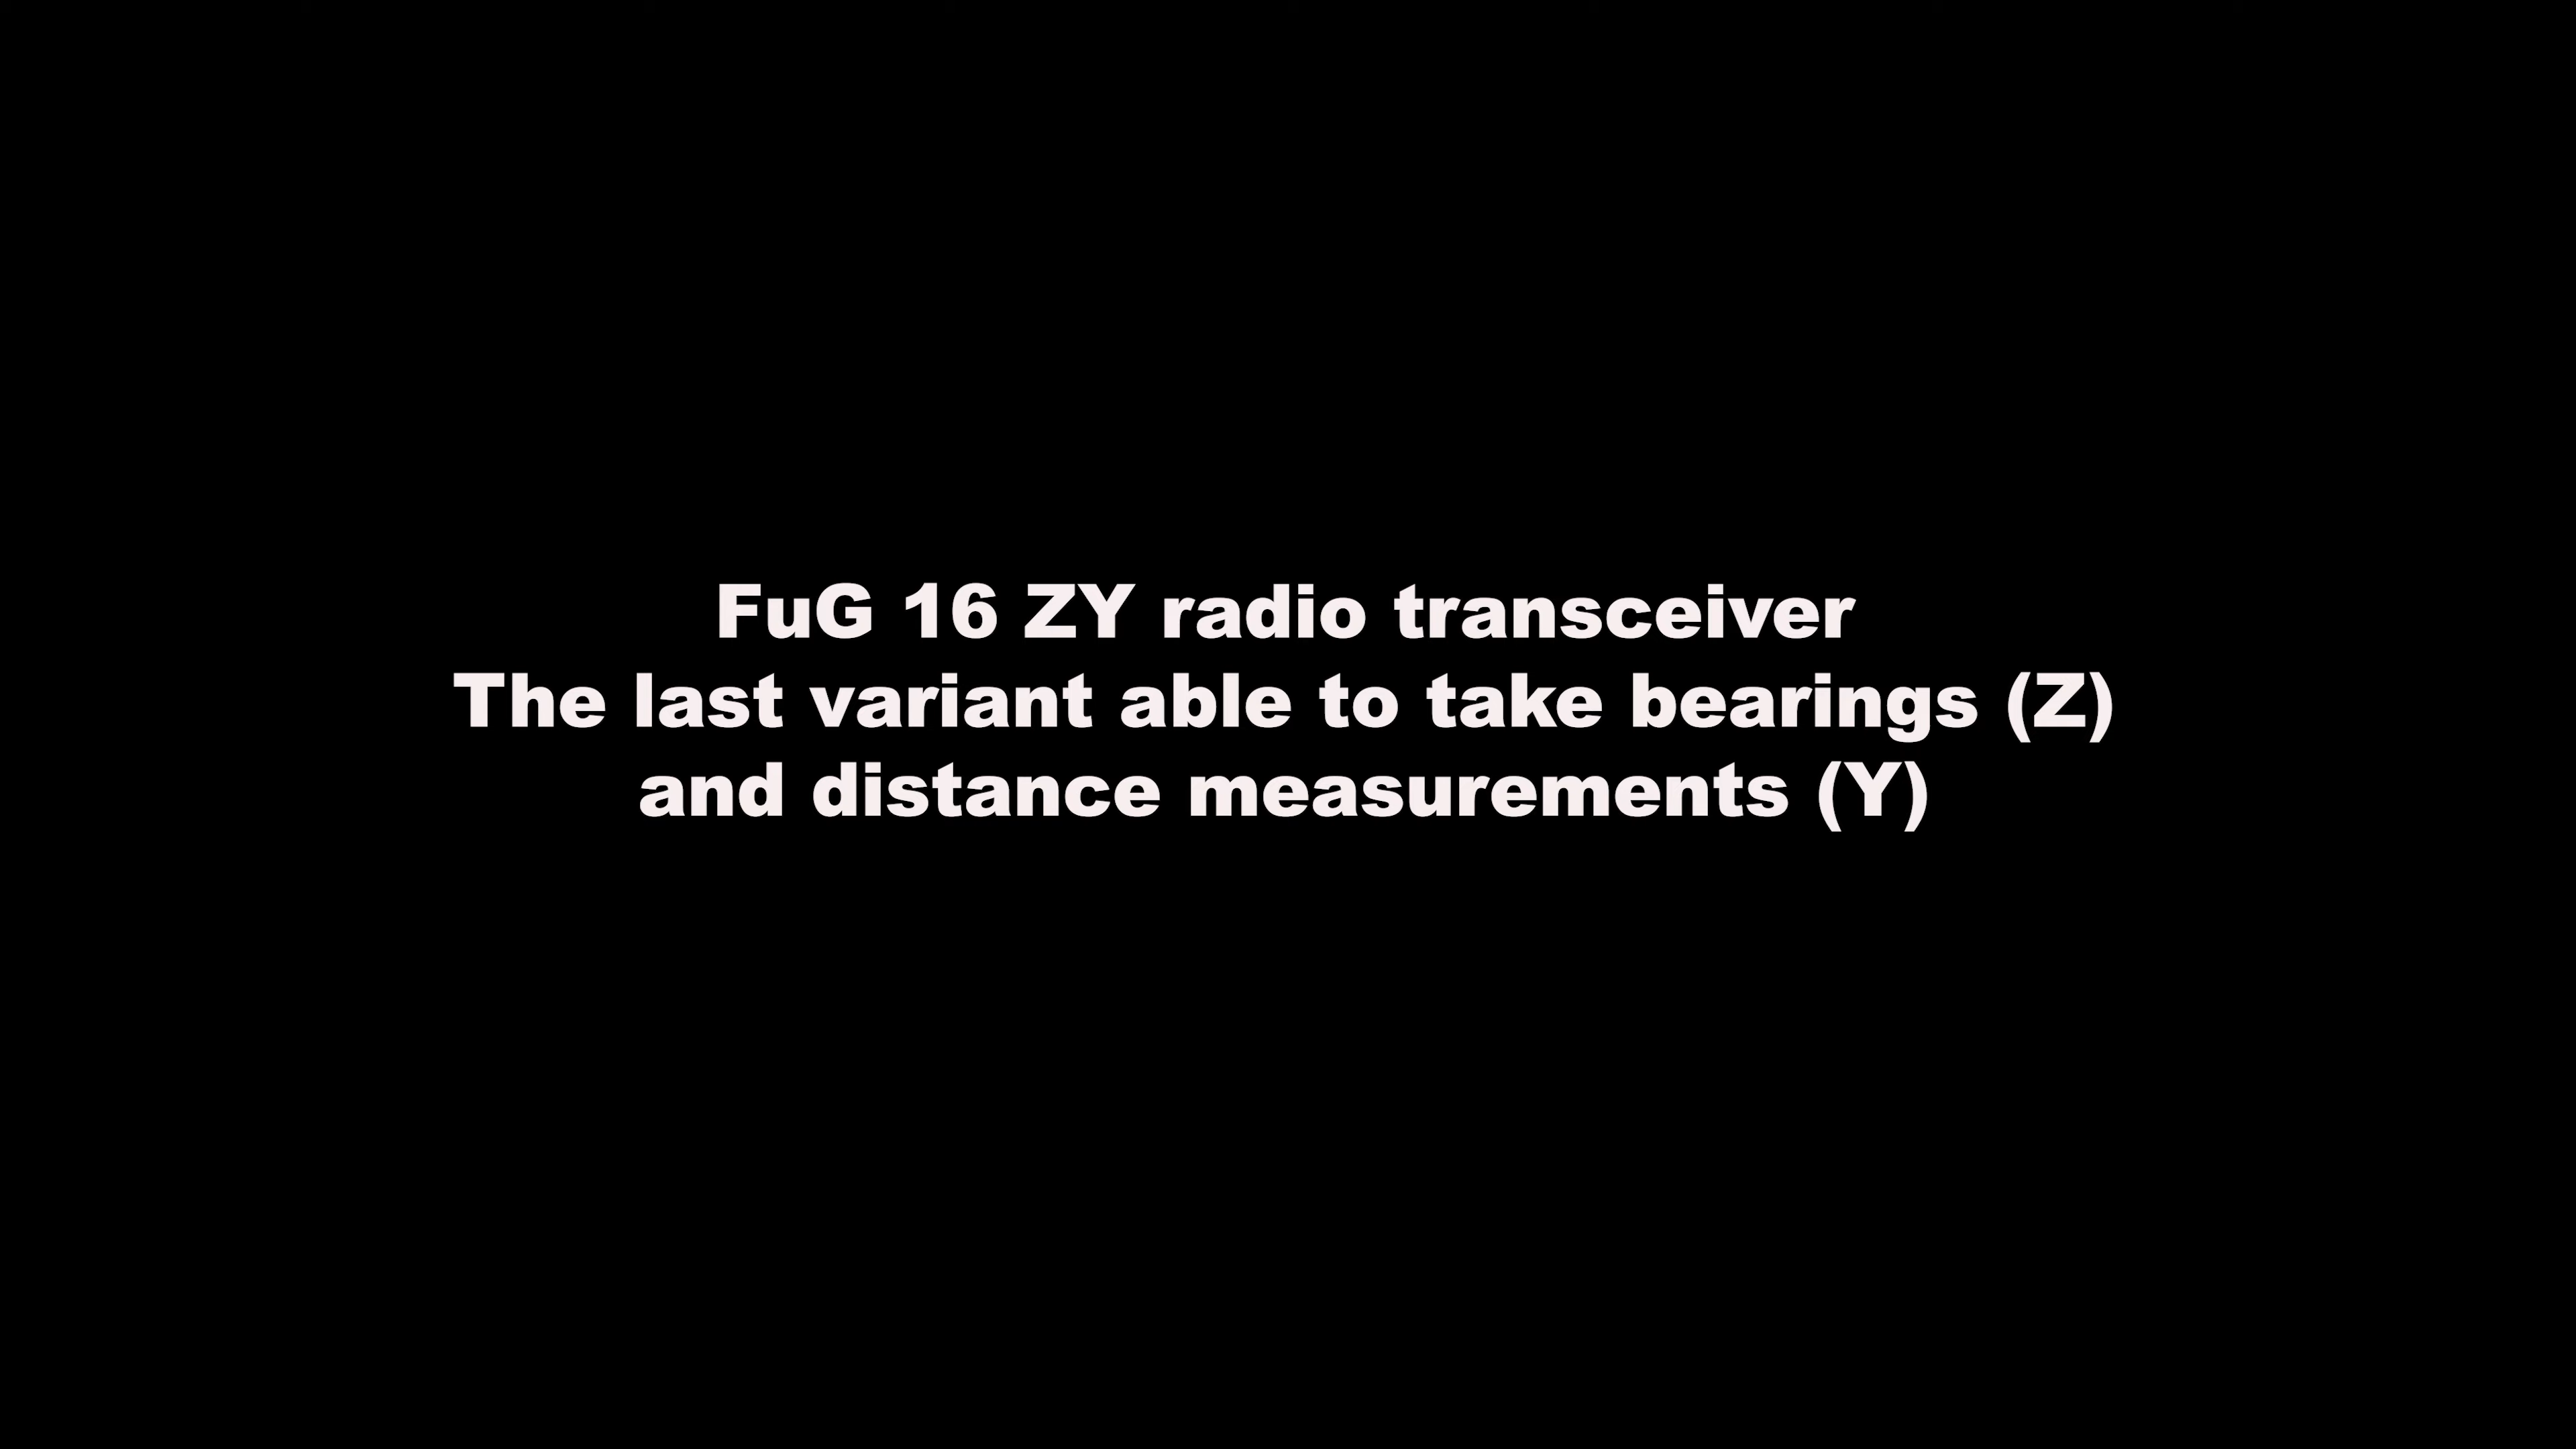 FuG 16 ZY radio transceiver
The last variant able to take bearings (Z)
and distance measurements (Y)